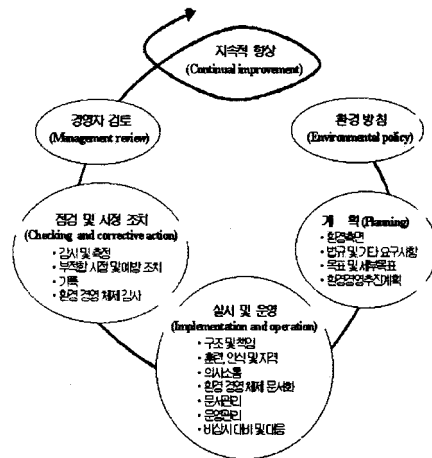 지속적 향상
(Continual improvement)
경영자 검토
(Management review)
환경 방침
(Environmental policy)
점검 및 시정 조치
(Checking and corrective action)
• 감시 및 측정
• 부적합 시정 및 예방 조치
• 기록
• 환경 경영 체제 감사
계 획 (Planning)
• 환경측면
• 법규 및 기타 요구사항
• 목표 및 세부목표
• 환경경영추진계획
실시 및 운영
(Implementation and operation)
• 구조 및 책임
• 훈련, 인식 및 자격
• 의사소통
• 환경 경영 체제 문서화
• 문서관리
• 운영관리
• 비상시 대비 및 대응